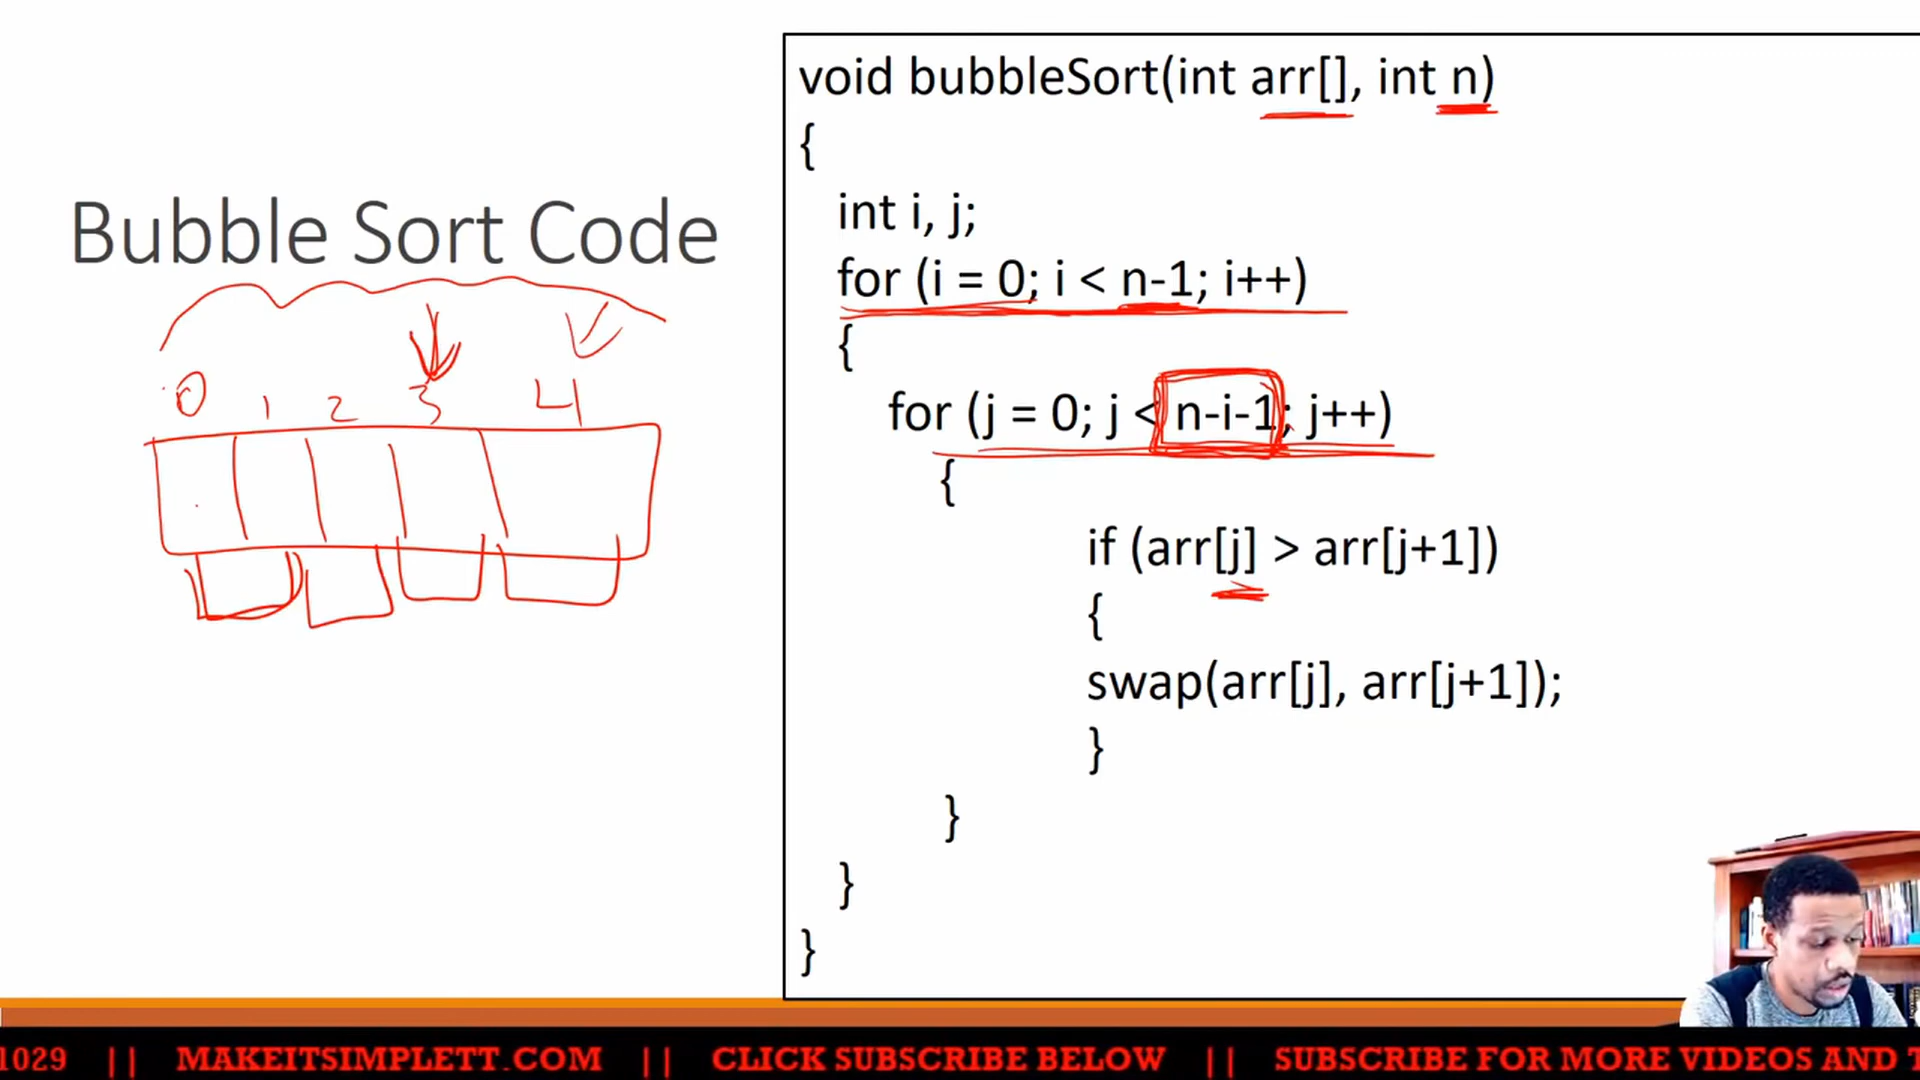 Bubble Sort Code
0 1 2 3 4
void bubbleSort(int arr[], int n)
{
int i, j;
for (i = 0; i < n-1; i++)
{
for (j = 0; j < n-i-1; j++)
{
if (arr[j] > arr[j+1])
{
swap(arr[j], arr[j+1]);
}
}
}
}
1029 || MAKEITSIMPLETT.COM || CLICK SUBSCRIBE BELOW || SUBSCRIBE FOR MORE VIDEOS AND T